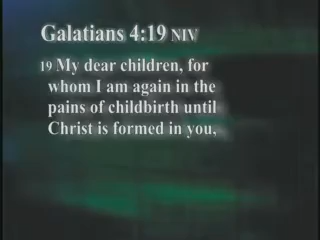 Galatians 4:19 NIV
19 My dear children, for
whom I am again in the
pains of childbirth until
Christ is formed in you,